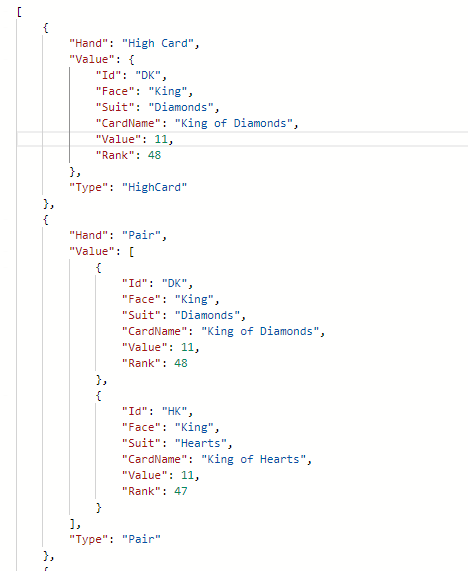 [
{
"Hand": "High Card",
"Value": {
"Id": "DK",
"Face": "King",
"Suit": "Diamonds",
"CardName": "King of Diamonds",
"Value": 11,
"Rank": 48
},
"Type": "HighCard"
},
{
"Hand": "Pair",
"Value": [
{
"Id": "DK",
"Face": "King",
"Suit": "Diamonds",
"CardName": "King of Diamonds",
"Value": 11,
"Rank": 48
},
{
"Id": "HK",
"Face": "King",
"Suit": "Hearts",
"CardName": "King of Hearts",
"Value": 11,
"Rank": 47
}
],
"Type": "Pair"
},
{